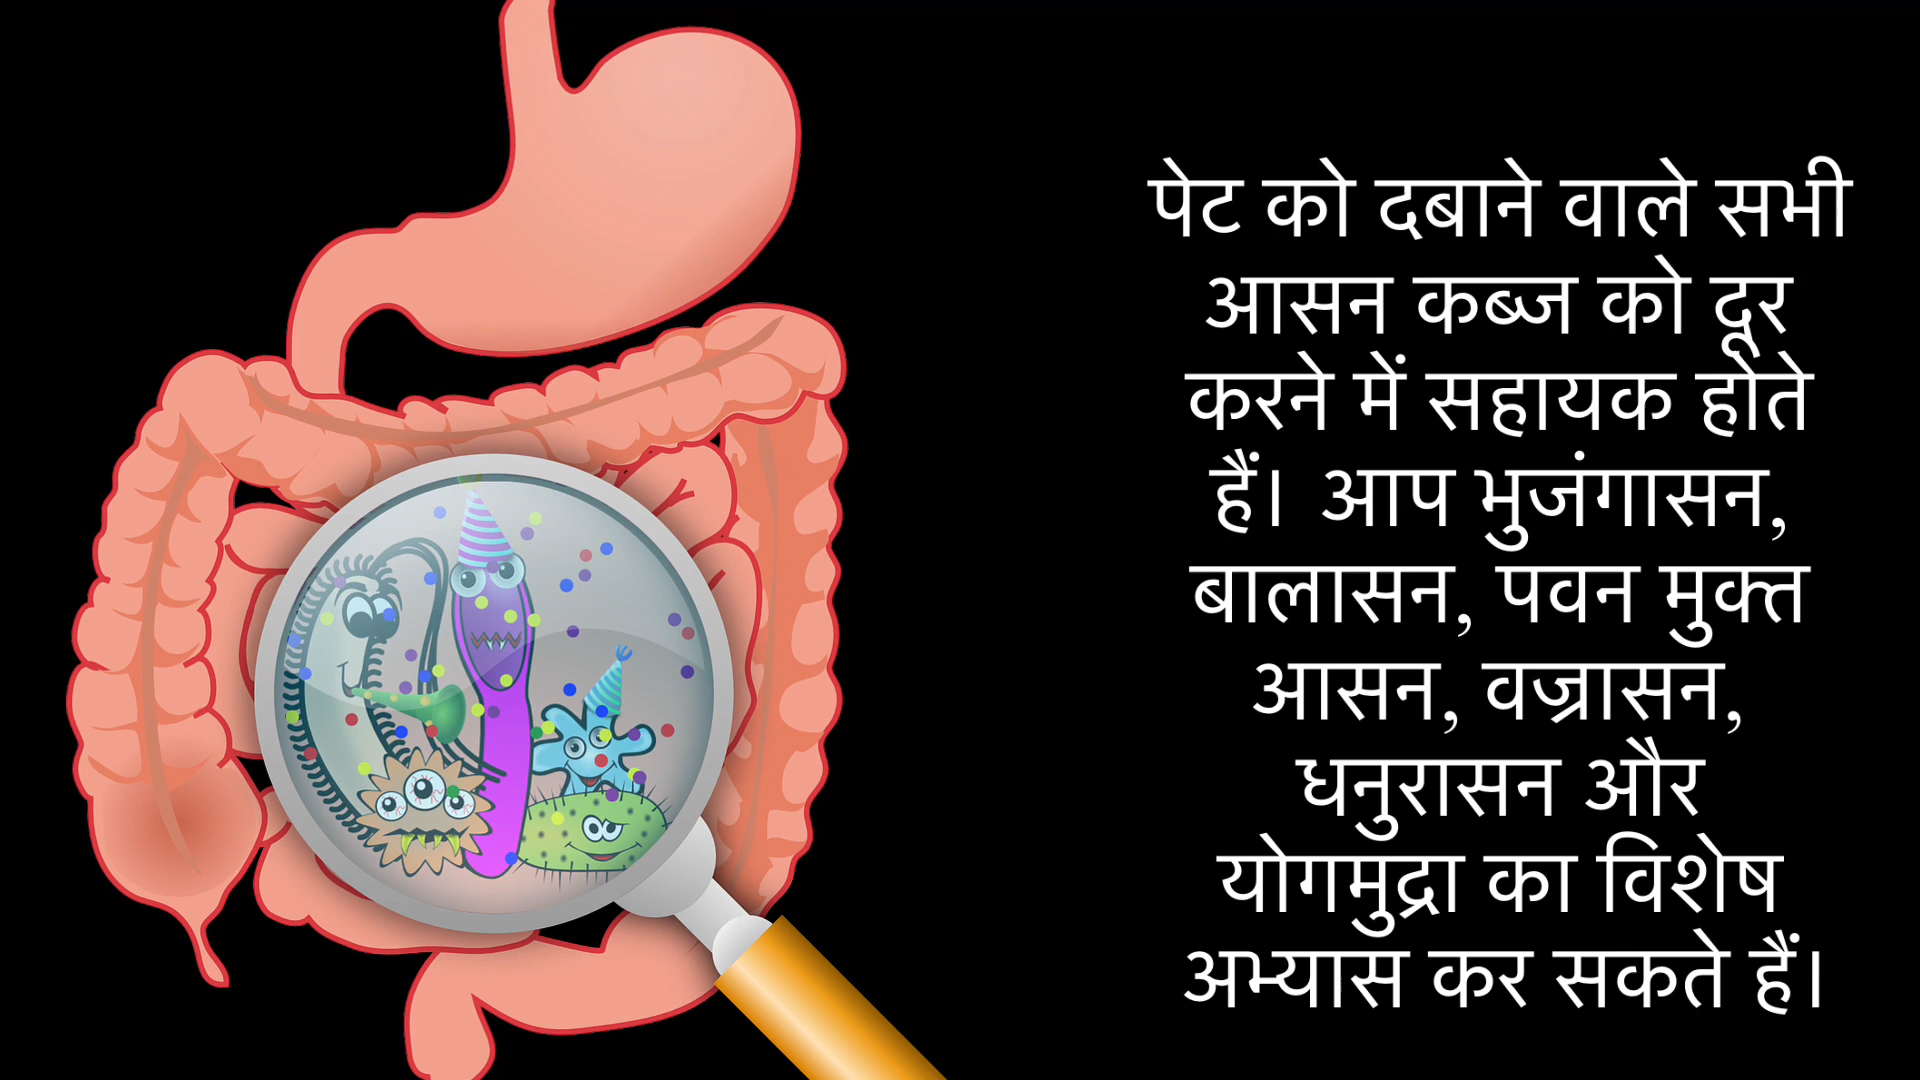 पेट को दबाने वाले सभी
आसन कब्ज को दूर
करने में सहायक होते
हैं। आप भुजंगासन,
बालासन, पवन मुक्त
आसन, वज्रासन,
धनुरासन और
योगमुद्रा का विशेष
अभ्यास कर सकते हैं।